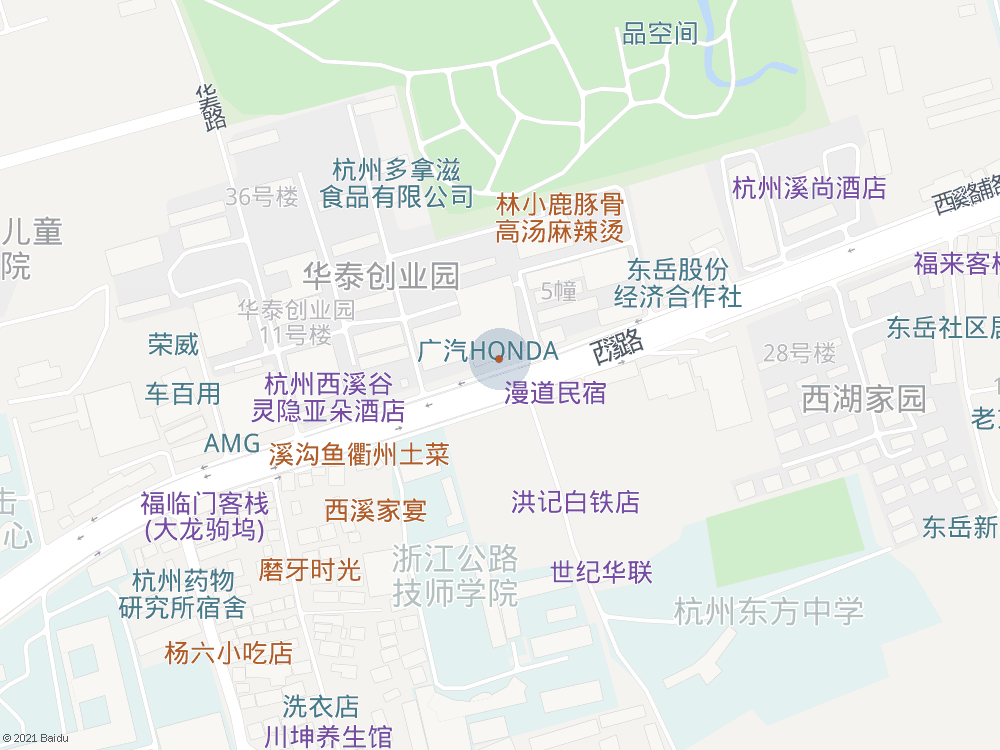 品空间
华泰路
杭州多拿滋
食品有限公司
36号楼
林小鹿豚骨
高汤麻辣烫
杭州溪尚酒店
西溪路辅路
儿童
院
华泰创业园
东岳股份
经济合作社
福来客栈
5幢
华泰创业园
11号楼
荣威
广汽HONDA
西溪路
28号楼
东岳社区居
车百用
杭州西溪谷
灵隐亚朵酒店
漫道民宿
西湖家园
AMG
溪沟鱼衢州土菜
福临门客栈
(大龙驹坞)
西溪家宴
洪记白铁店
东岳新
击
心
磨牙时光
浙江公路
技师学院
世纪华联
杭州药物
研究所宿舍
杭州东方中学
杨六小吃店
洗衣店
川坤养生馆
© 2021 Baidu